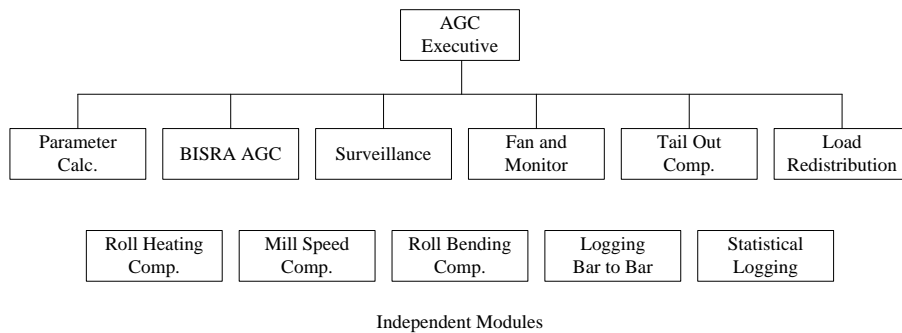 AGC
Executive
Parameter
Calc.
BISRA AGC
Surveillance
Fan and
Monitor
Tail Out
Comp.
Load
Redistribution
Roll Heating
Comp.
Mill Speed
Comp.
Roll Bending
Comp.
Logging
Bar to Bar
Statistical
Logging
Independent Modules